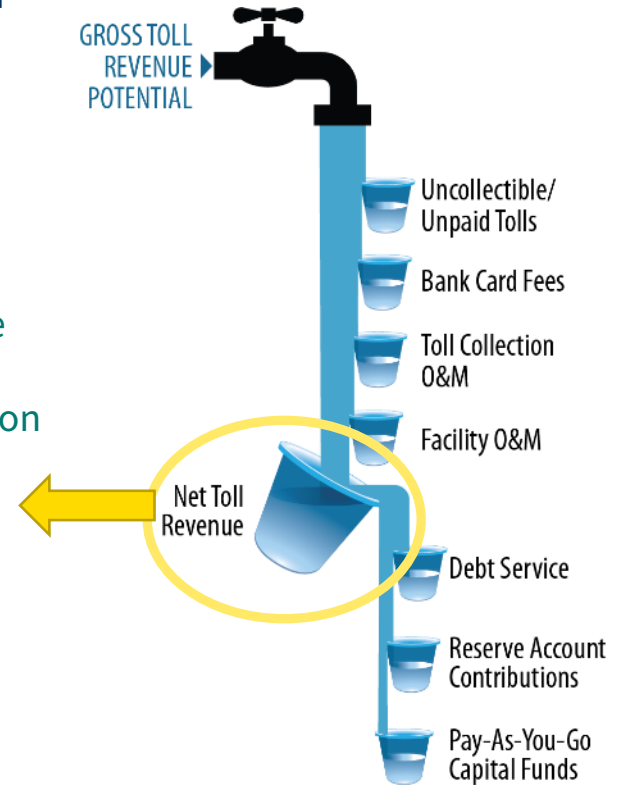 GROSS TOLL
REVENUE
POTENTIAL
Uncollectible/
Unpaid Tolls
Bank Card Fees
Toll Collection
O&M
Facility O&M
Net Toll
Revenue
Debt Service
Reserve Account
Contributions
Pay-As-You-Go
Capital Funds